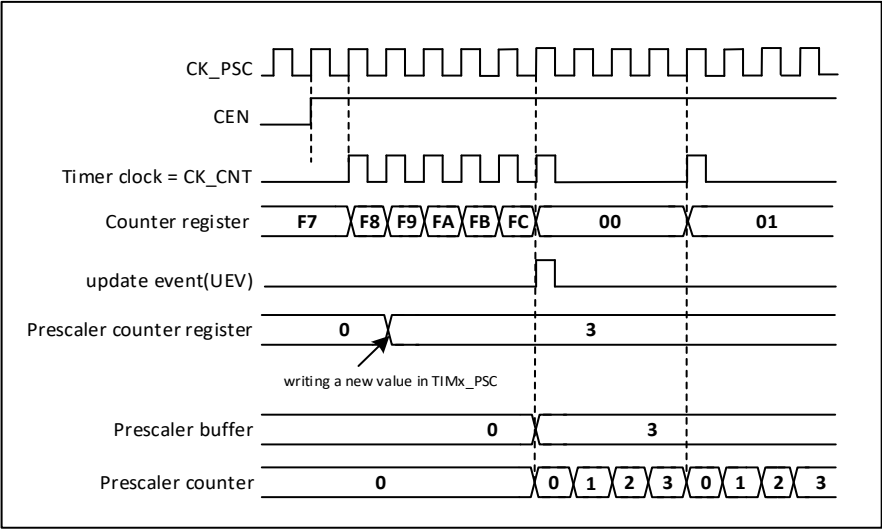 CK_PSC
CEN
Timer clock = CK_CNT
Counter register F7 F8 F9 FA FB FC 00 01
update event(UEV)
Prescaler counter register 0 3
writing a new value in TIMx_PSC
Prescaler buffer 0 3
Prescaler counter 0 0 1 2 3 0 1 2 3